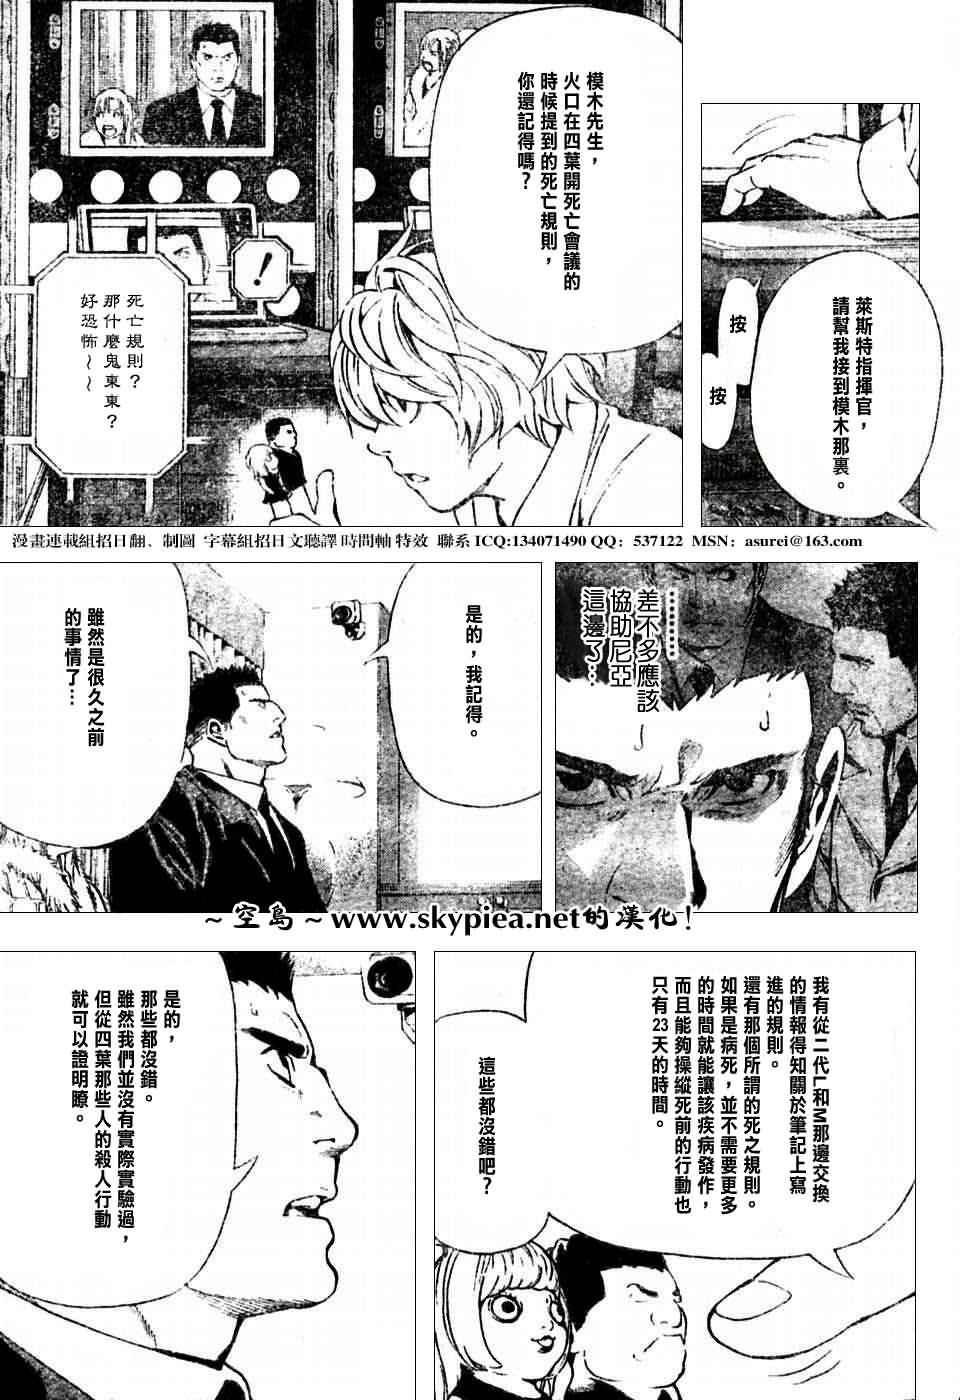 萊斯特指揮官，
請幫我接到模木那裏。
按
按
模木先生，
火口在四葉開死亡會議的
時候提到的死亡規則，
你還記得嗎？
！
死亡規則？
那什麼鬼東東？
好恐怖～～
漫畫連載組招日翻、制圖 字幕組招日文聽譯 時間軸 特效 聯系 ICQ:134071490 QQ：537122 MSN：asurei@163.com
…………
差不多應該
協助尼亞
這邊了…
是的，我記得。
雖然是很久之前
的事情了…
～空島～www.skypiea.net的漢化！
我有從二代L和M那邊交換
的情報得知關於筆記上寫
進的規則。
還有那個所謂的死之規則。
如果是病死，並不需要更多
的時間就能讓該疾病發作，
而且能夠操縱死前的行動也
只有23天的時間。
這些都沒錯吧？
是的，
那些都沒錯。
雖然我們並沒有實際實驗過，
但從四葉那些人的殺人行動
就可以證明瞭。